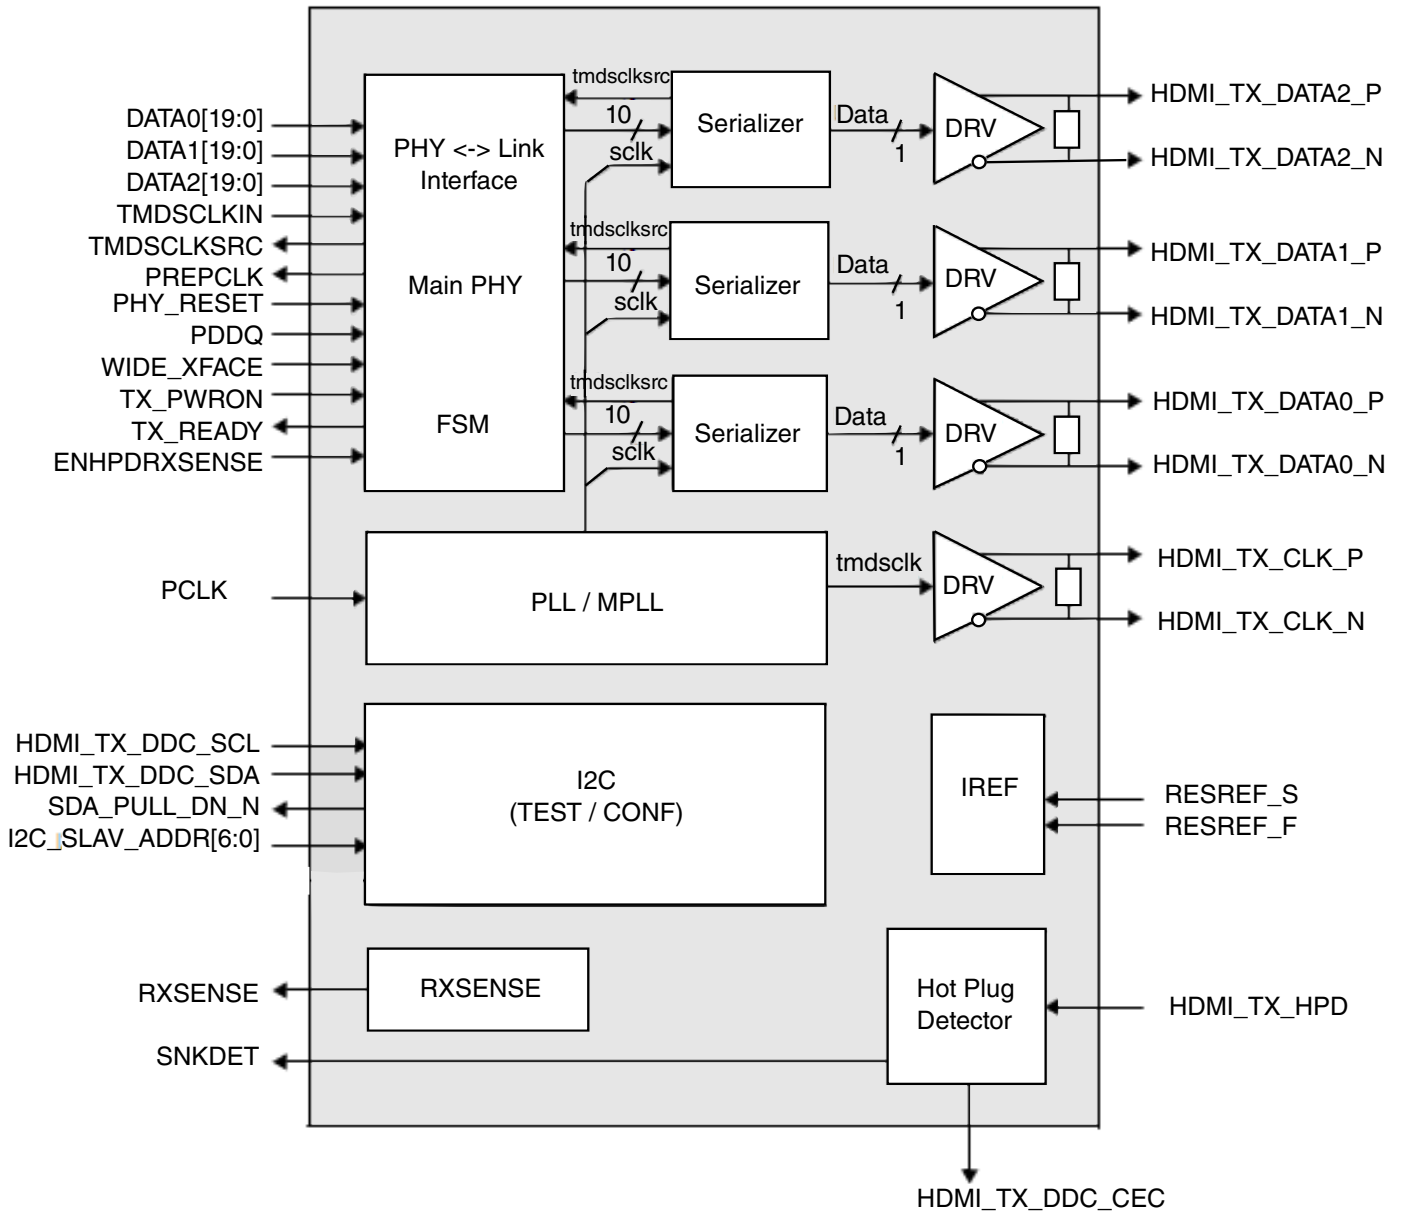 DATA0[19:0]
DATA1[19:0]
DATA2[19:0]
TMDSCLKIN
TMDSCLKSRC
PREPCLK
PHY_RESET
PDDQ
WIDE_XFACE
TX_PWRON
TX_READY
ENHPDRXSENSE
PHY <-> Link
Interface
Main PHY
FSM
tmdsclksrc
10
sclk
Serializer
Data
1
DRV
HDMI_TX_DATA2_P
HDMI_TX_DATA2_N
tmdsclksrc
10
sclk
Serializer
Data
1
DRV
HDMI_TX_DATA1_P
HDMI_TX_DATA1_N
tmdsclksrc
10
sclk
Serializer
Data
1
DRV
HDMI_TX_DATA0_P
HDMI_TX_DATA0_N
PCLK
PLL / MPLL
tmdsclk
DRV
HDMI_TX_CLK_P
HDMI_TX_CLK_N
HDMI_TX_DDC_SCL
HDMI_TX_DDC_SDA
SDA_PULL_DN_N
I2C_SLAV_ADDR[6:0]
I2C
(TEST / CONF)
IREF
RESREF_S
RESREF_F
RXSENSE
RXSENSE
SNKDET
Hot Plug
Detector
HDMI_TX_HPD
HDMI_TX_DDC_CEC